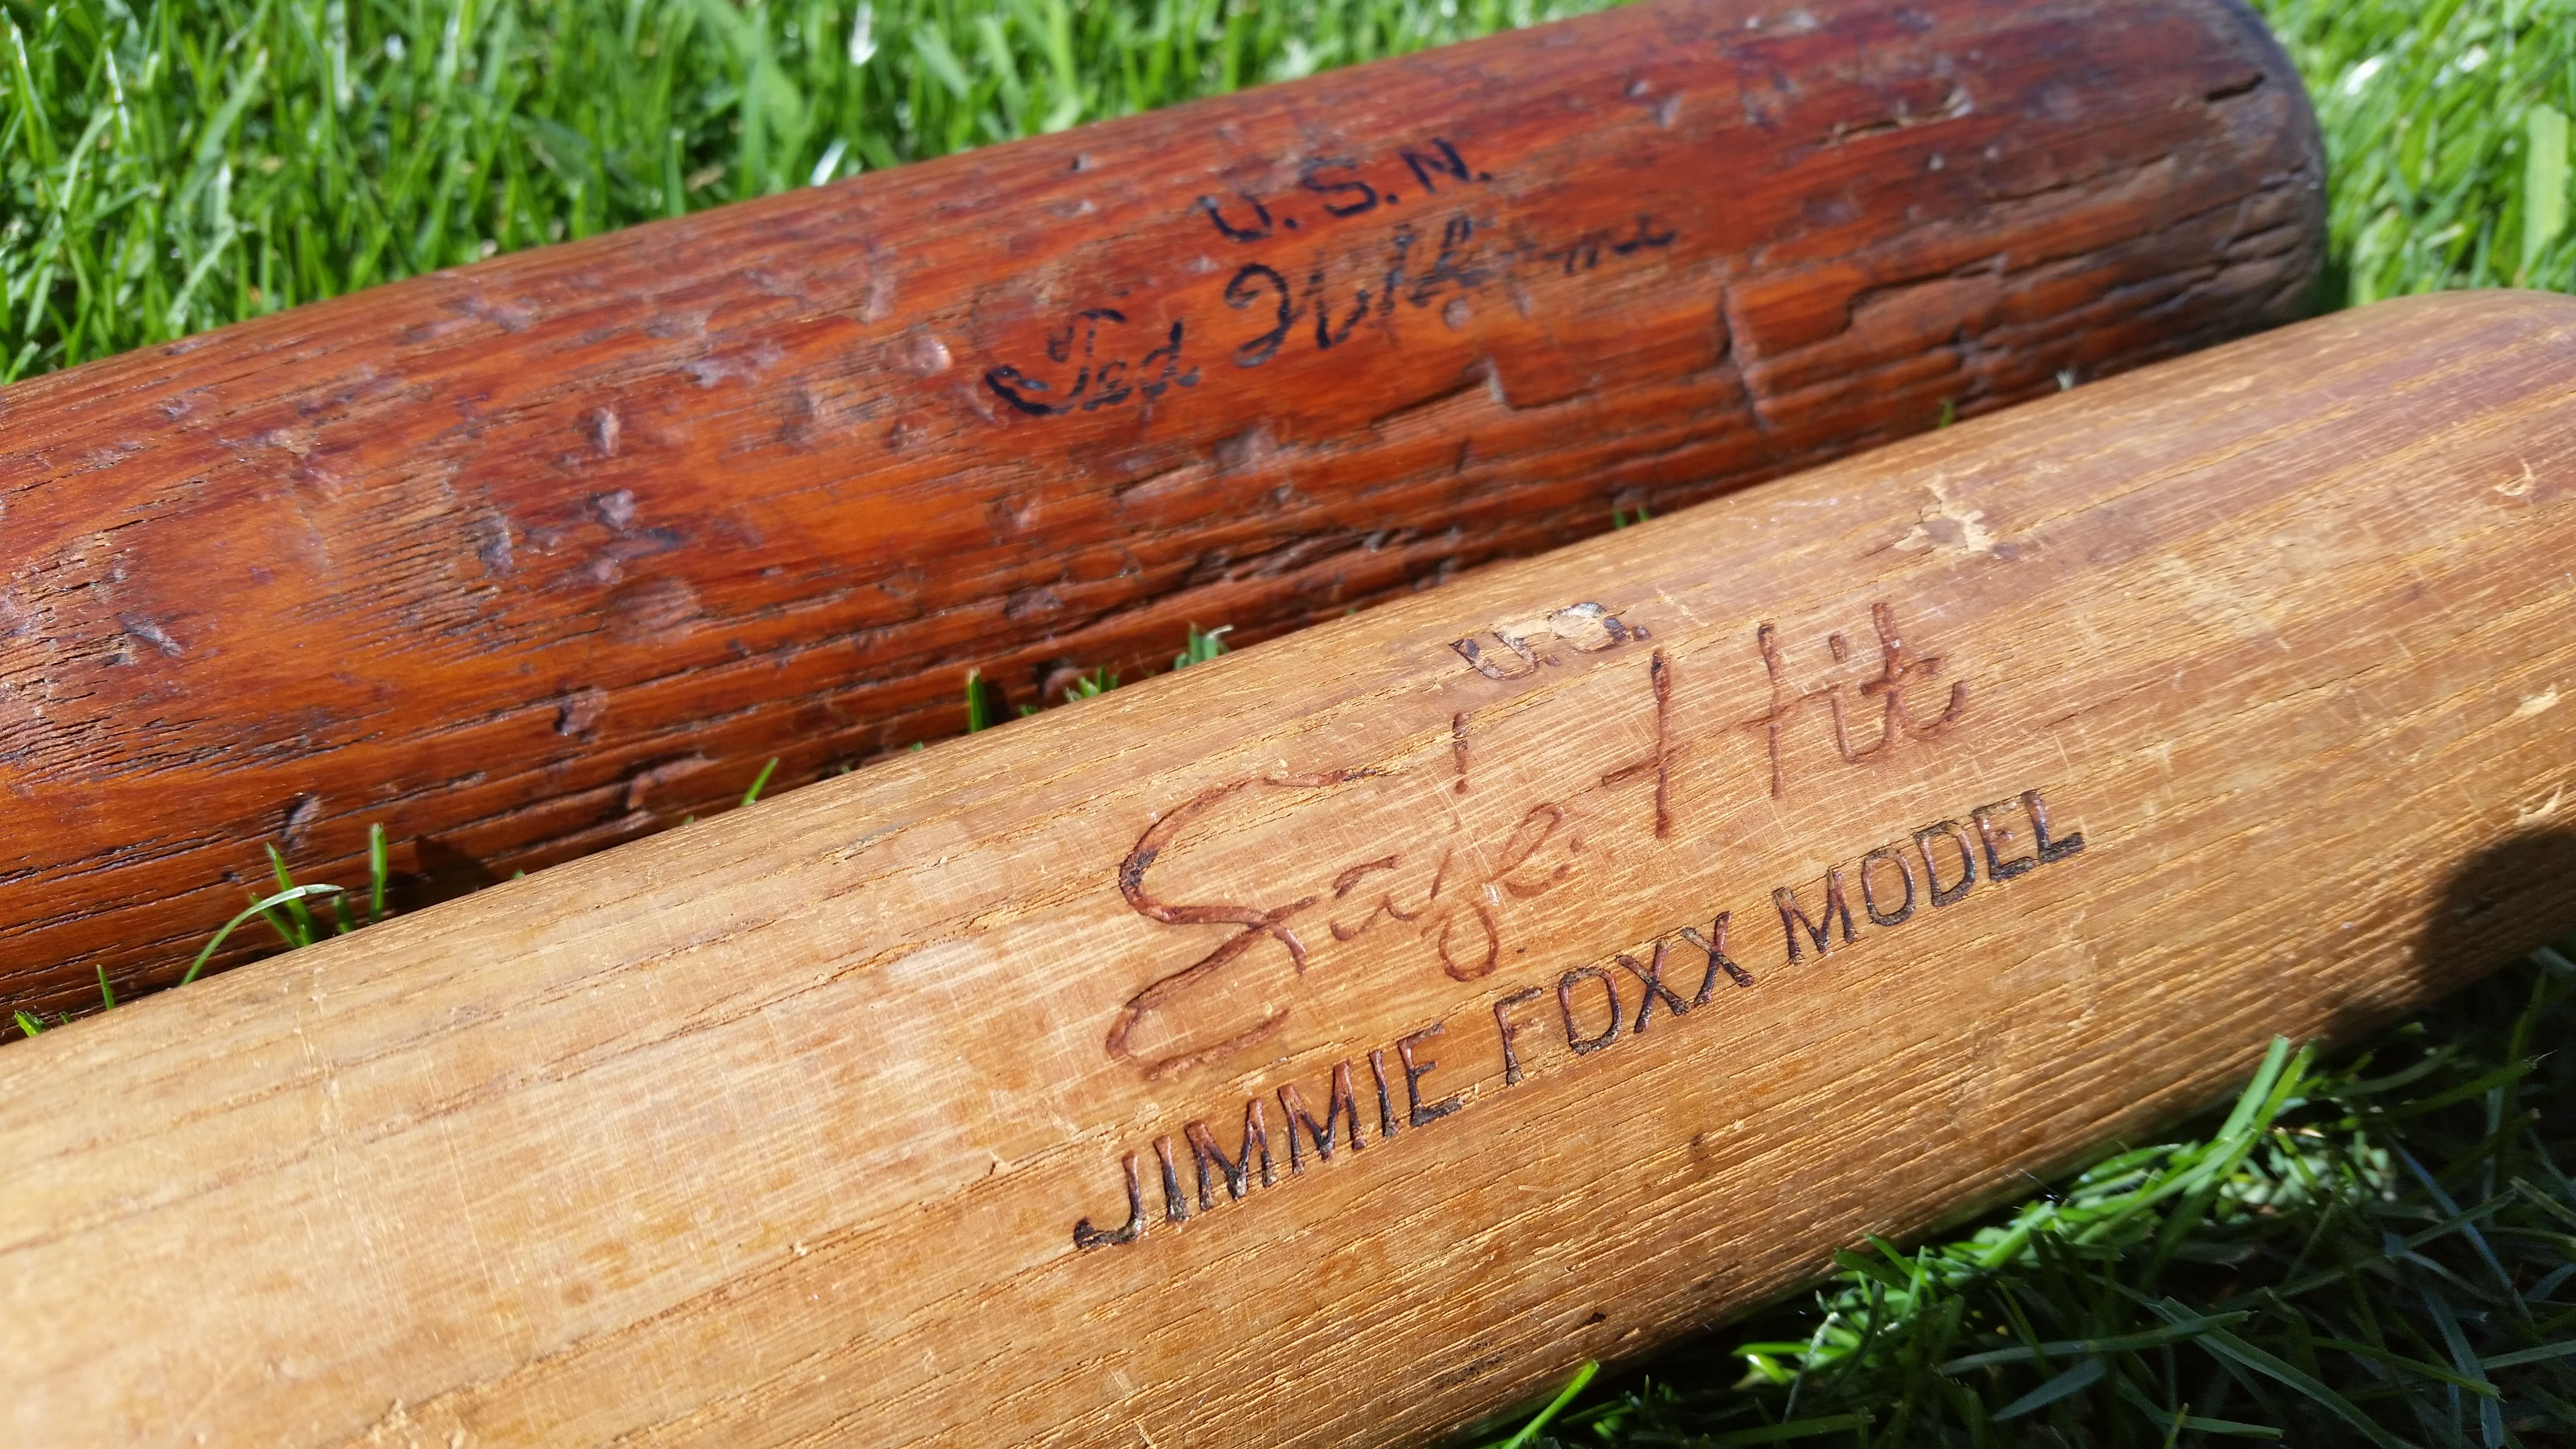 U.S.N.
Ted Williams
U.S.
Safe Hit
JIMMIE FOXX MODEL